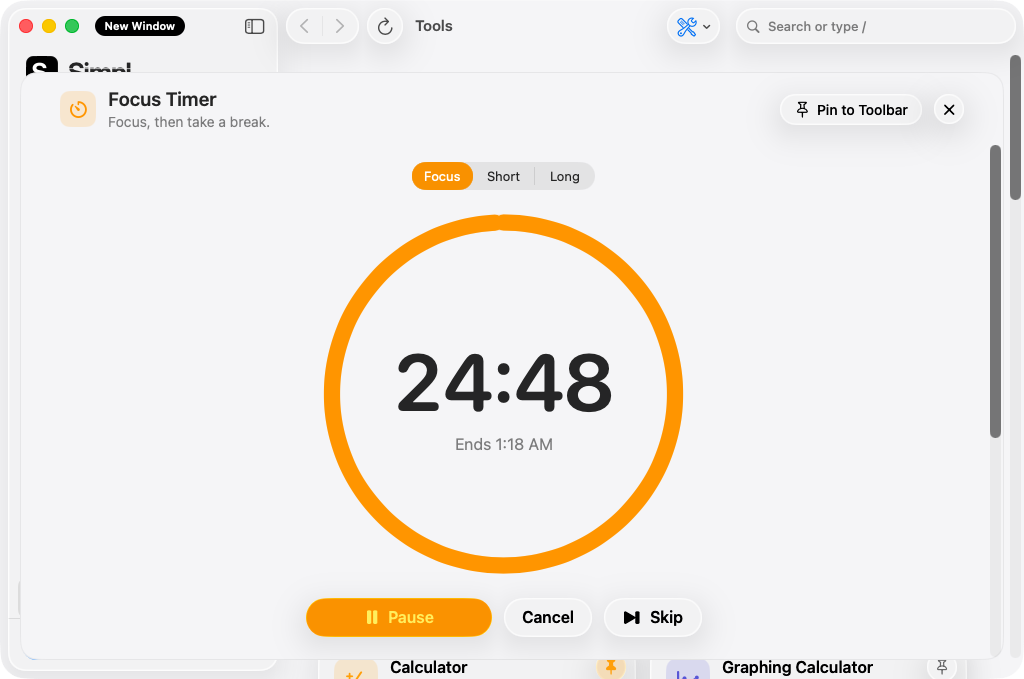 New Window
Tools
Search or type /
Simpl
Focus Timer
Focus, then take a break.
Pin to Toolbar
Focus
Short
Long
24:48
Ends 1:18 AM
Pause
Cancel
Skip
Calculator
Graphing Calculator